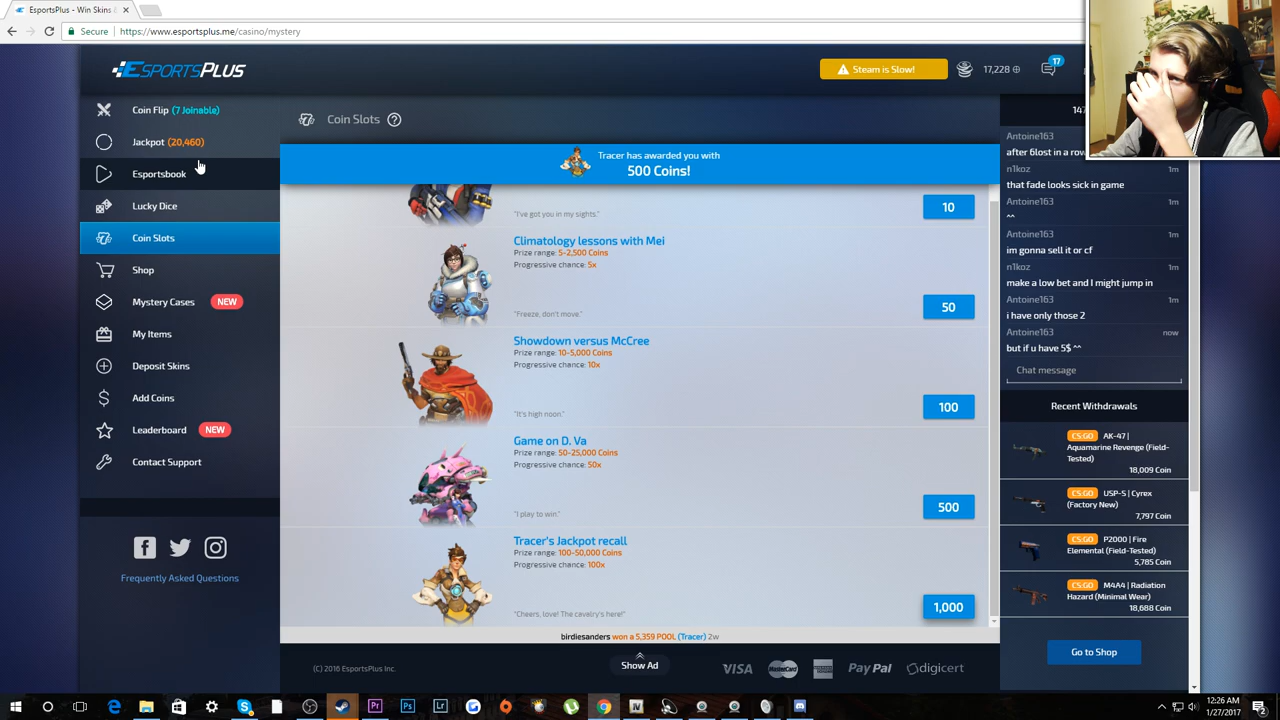 EsportsPlus - Win Skins
Secure
https://www.esportsplus.me/casino/mystery
ESPORTSPLUS
Steam is Slow!
17,228
17
Coin Flip (7 Joinable)
Jackpot (20,460)
Esportsbook
Lucky Dice
Coin Slots
Shop
Mystery Cases NEW
My Items
Deposit Skins
Add Coins
Leaderboard NEW
Contact Support
Frequently Asked Questions
Coin Slots ?
Tracer has awarded you with
500 Coins!
"I've got you in my sights."
10
Climatology lessons with Mei
Prize range: 5-2,500 Coins
Progressive chance: 5x
"Freeze, don't move."
50
Showdown versus McCree
Prize range: 10-5,000 Coins
Progressive chance: 10x
"It's high noon."
100
Game on D. Va
Prize range: 50-25,000 Coins
Progressive chance: 50x
"I play to win."
500
Tracer's Jackpot recall
Prize range: 100-50,000 Coins
Progressive chance: 100x
"Cheers, love! The cavalry's here!"
1,000
birdiesanders won a 5,359 POOL (Tracer) 2w
(C) 2016 EsportsPlus Inc.
Show Ad
VISA
MasterCard
PayPal
digicert
147
Antoine163
after 6lost in a row
n1koz 1m
that fade looks sick in game
Antoine163 1m
^^
Antoine163 1m
im gonna sell it or cf
n1koz 1m
make a low bet and I might jump in
Antoine163 1m
i have only those 2
Antoine163 now
but if u have 5$ ^^
Chat message
Recent Withdrawals
CS:GO AK-47 |
Aquamarine Revenge (Field-
Tested)
18,009 Coin
CS:GO USP-S | Cyrex
(Factory New)
7,797 Coin
CS:GO P2000 | Fire
Elemental (Field-Tested)
5,785 Coin
CS:GO M4A4 | Radiation
Hazard (Minimal Wear)
18,688 Coin
Go to Shop
Pr
Ps
Lr
12:26 AM
1/27/2017
2